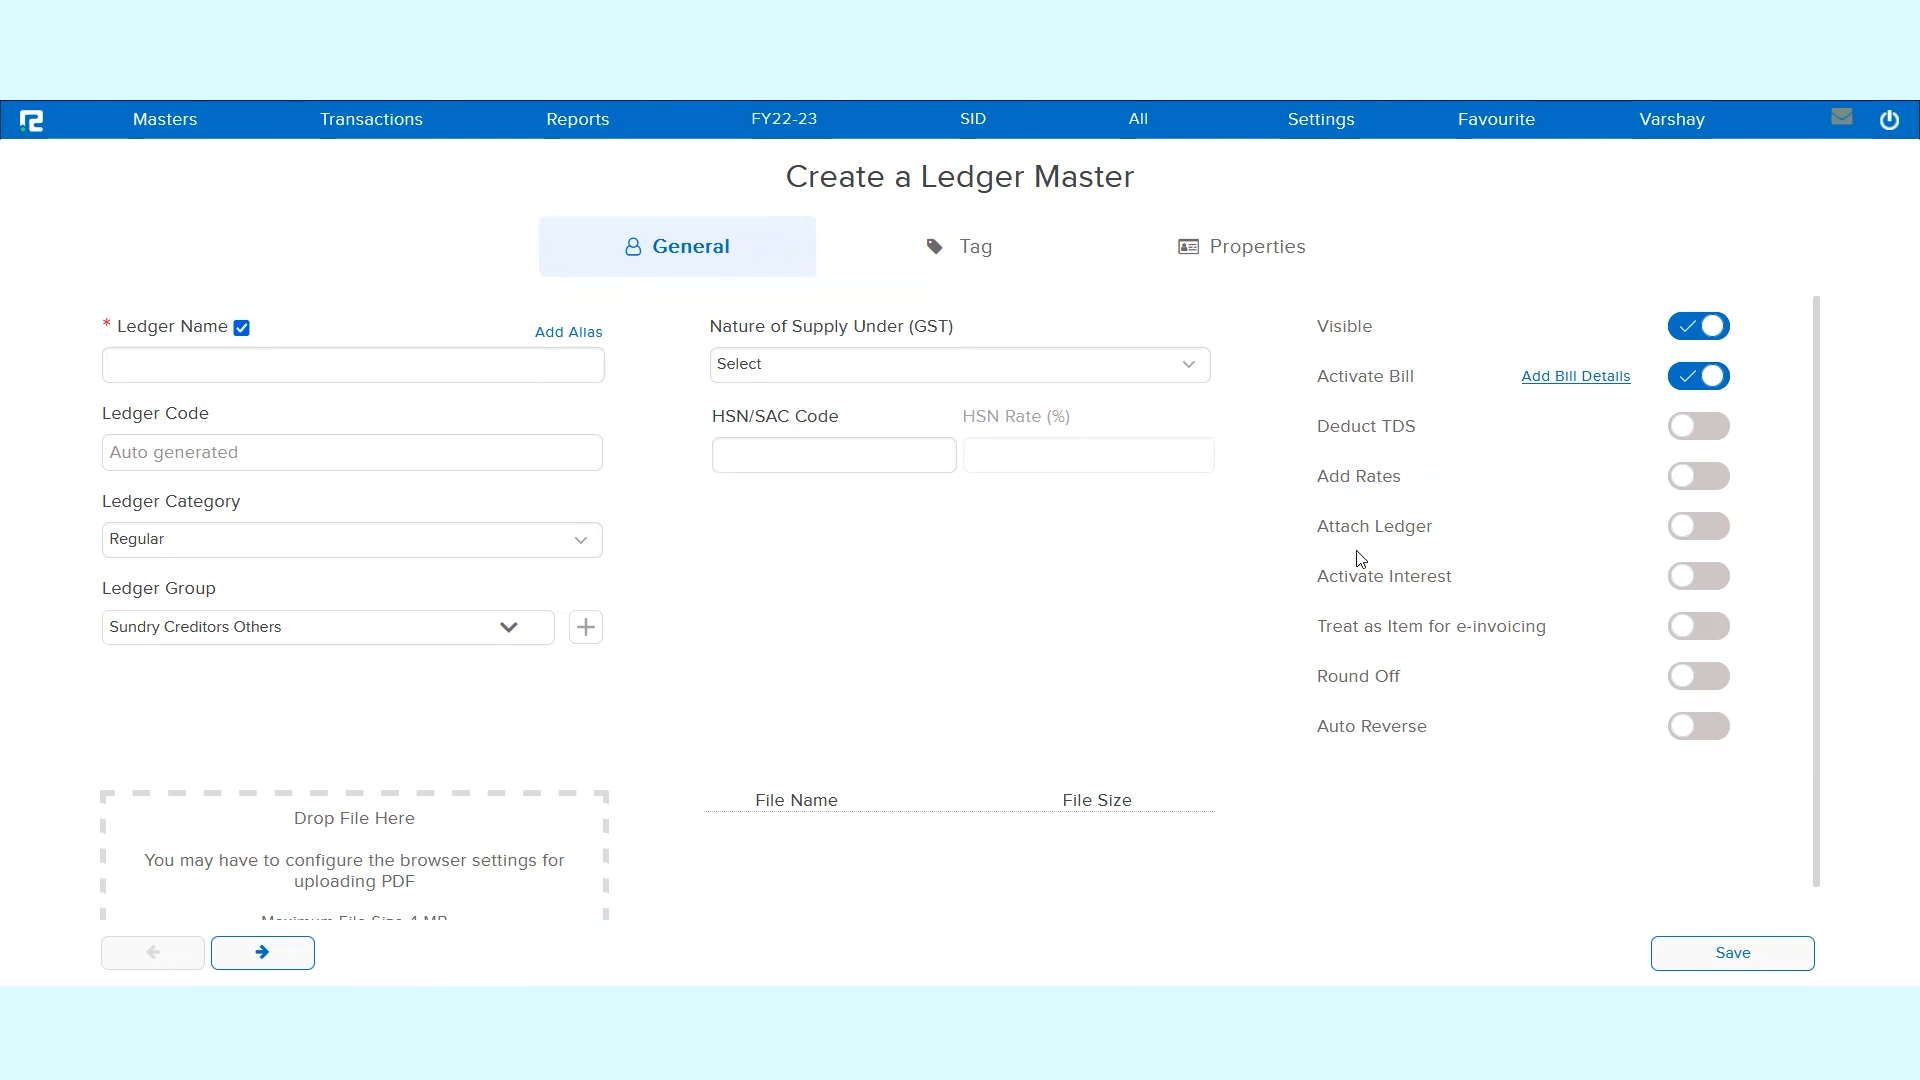 Masters Transactions Reports FY22-23 SID All Settings Favourite Varshay
Create a Ledger Master
General Tag Properties
* Ledger Name Add Alias
Ledger Code
Auto generated
Ledger Category
Regular
Ledger Group
Sundry Creditors Others
Nature of Supply Under (GST)
Select
HSN/SAC Code HSN Rate (%)
Visible
Activate Bill Add Bill Details
Deduct TDS
Add Rates
Attach Ledger
Activate Interest
Treat as Item for e-invoicing
Round Off
Auto Reverse
Drop File Here
You may have to configure the browser settings for
uploading PDF
Maximum File Size 4 MB
File Name File Size
Save